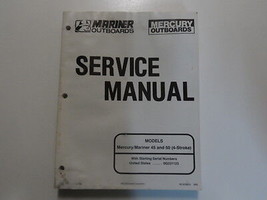 MARINER OUTBOARDS
MERCURY OUTBOARDS
SERVICE
MANUAL
MODELS
Mercury/Mariner 45 and 50 (4-Stroke)
With Starting Serial Numbers
United States